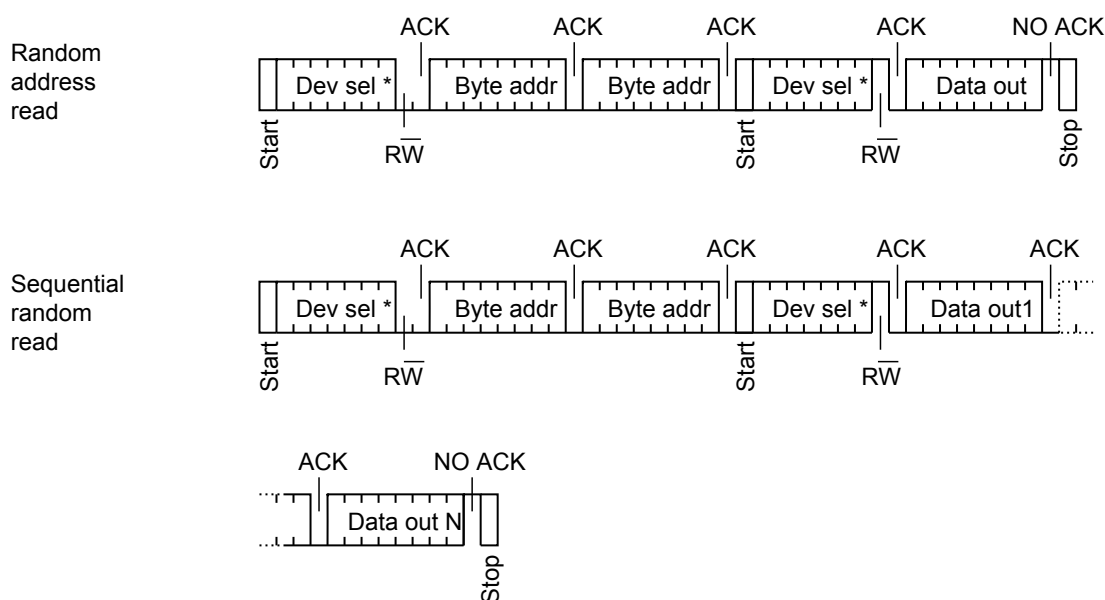 ACK ACK ACK ACK NO ACK
Random
address
read
Dev sel * Byte addr Byte addr Dev sel * Data out
Start Start Stop
RW̅ RW̅
ACK ACK ACK ACK ACK
Sequential
random
read
Dev sel * Byte addr Byte addr Dev sel * Data out1
Start Start
RW̅ RW̅
ACK NO ACK
Data out N
Stop